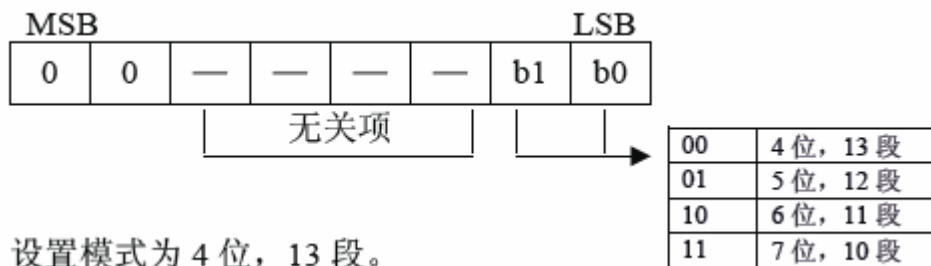 MSB LSB
0 0 — — — — b1 b0
无关项
00 4 位，13 段
01 5 位，12 段
10 6 位，11 段
11 7 位，10 段
设置模式为 4 位，13 段。